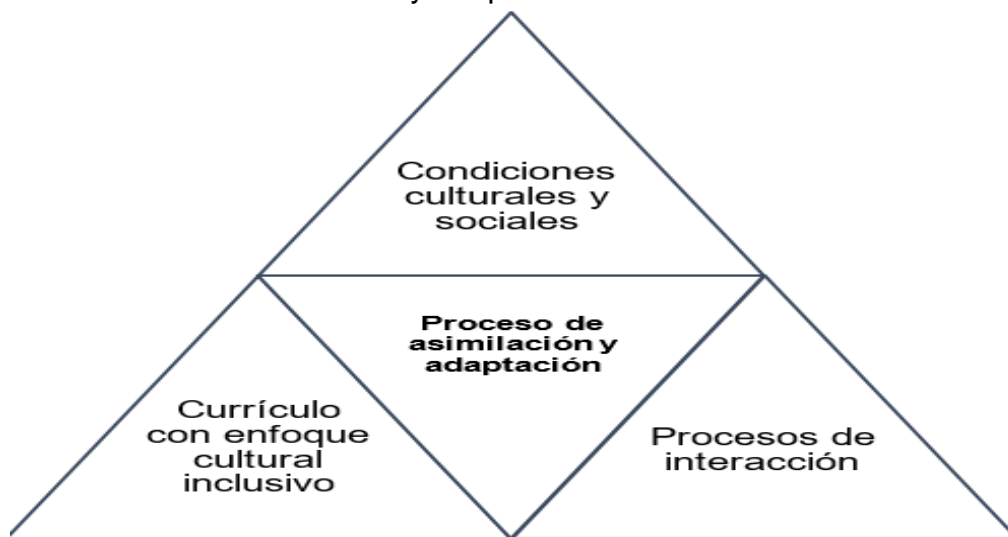 Condiciones
culturales y
sociales
Proceso de
asimilación y
adaptación
Currículo
con enfoque
cultural
inclusivo
Procesos de
interacción